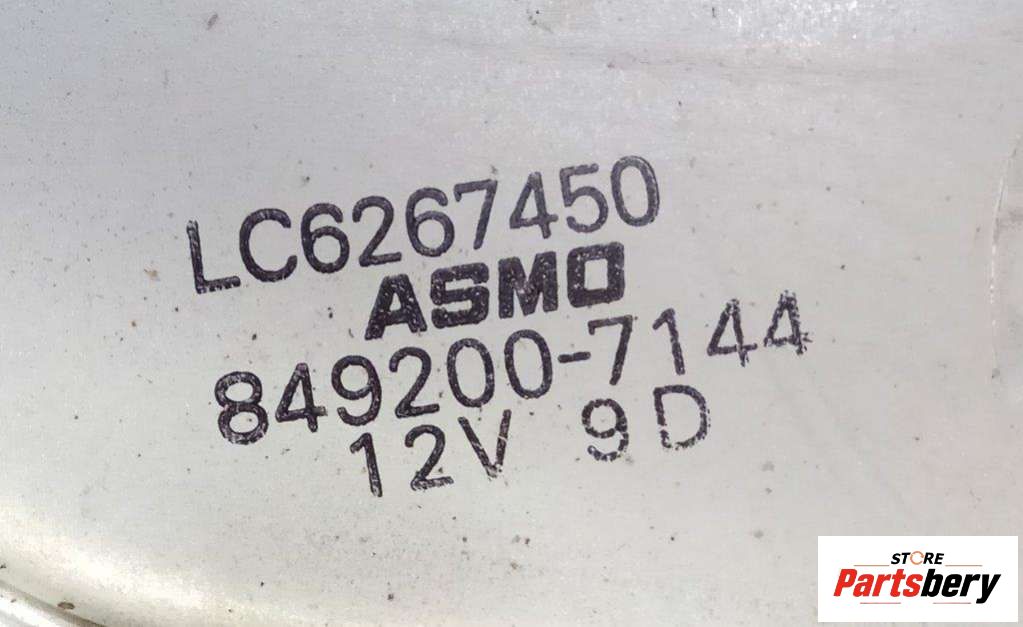 LC6267450
ASMO
849200-7144
12V 9D
STORE
Partsbery